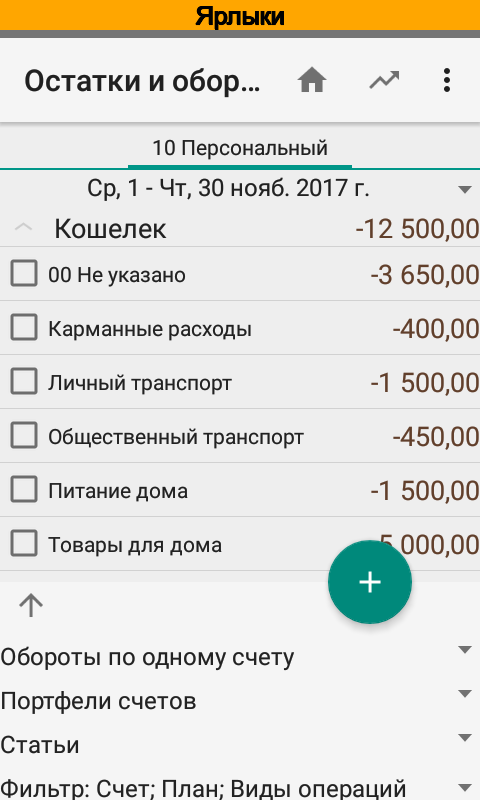 Ярлыки
Остатки и обор...
10 Персональный
Ср, 1 - Чт, 30 нояб. 2017 г.
Кошелек -12 500,00
00 Не указано -3 650,00
Карманные расходы -400,00
Личный транспорт -1 500,00
Общественный транспорт -450,00
Питание дома -1 500,00
Товары для дома 5 000,00
Обороты по одному счету
Портфели счетов
Статьи
Фильтр: Счет; План; Виды операций